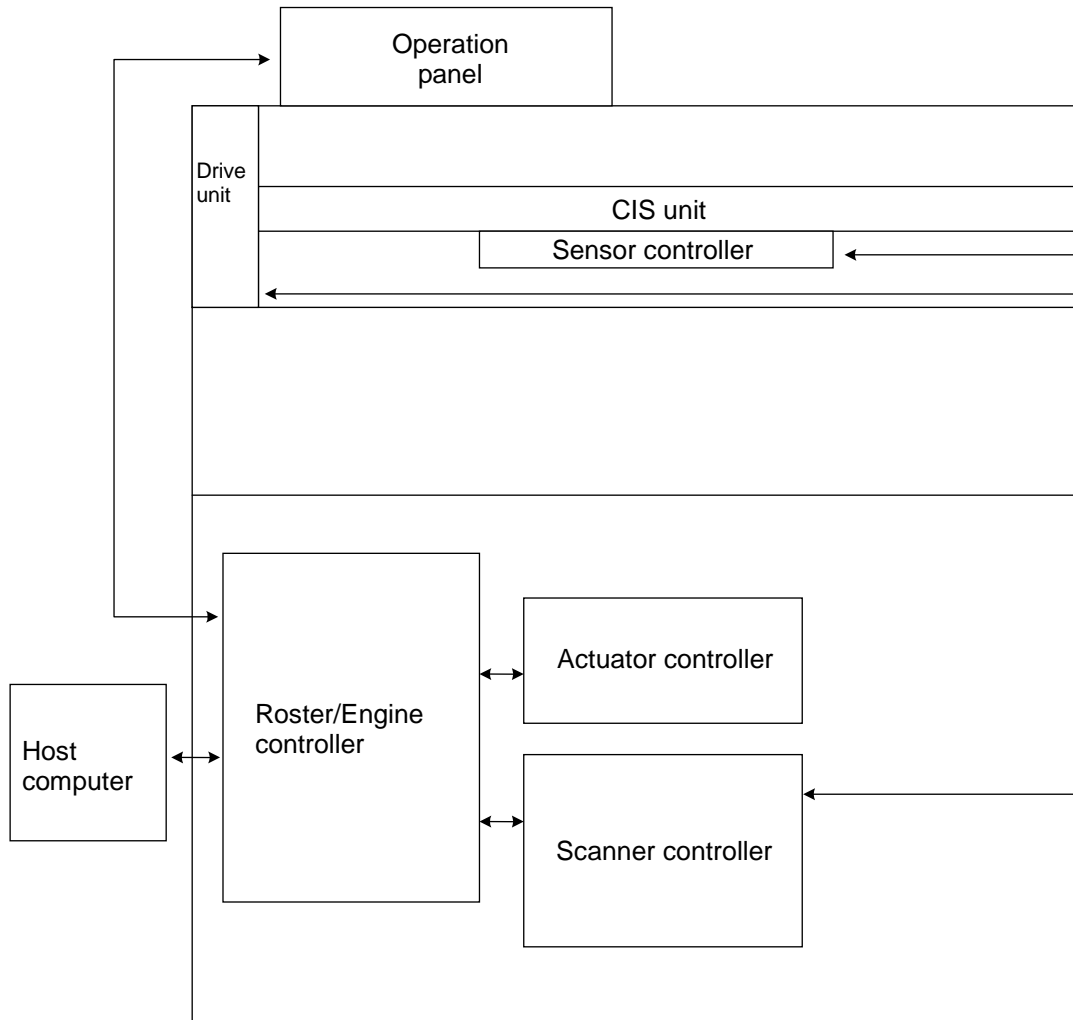 Operation
panel
Drive
unit
CIS unit
Sensor controller
Roster/Engine
controller
Actuator controller
Host
computer
Scanner controller